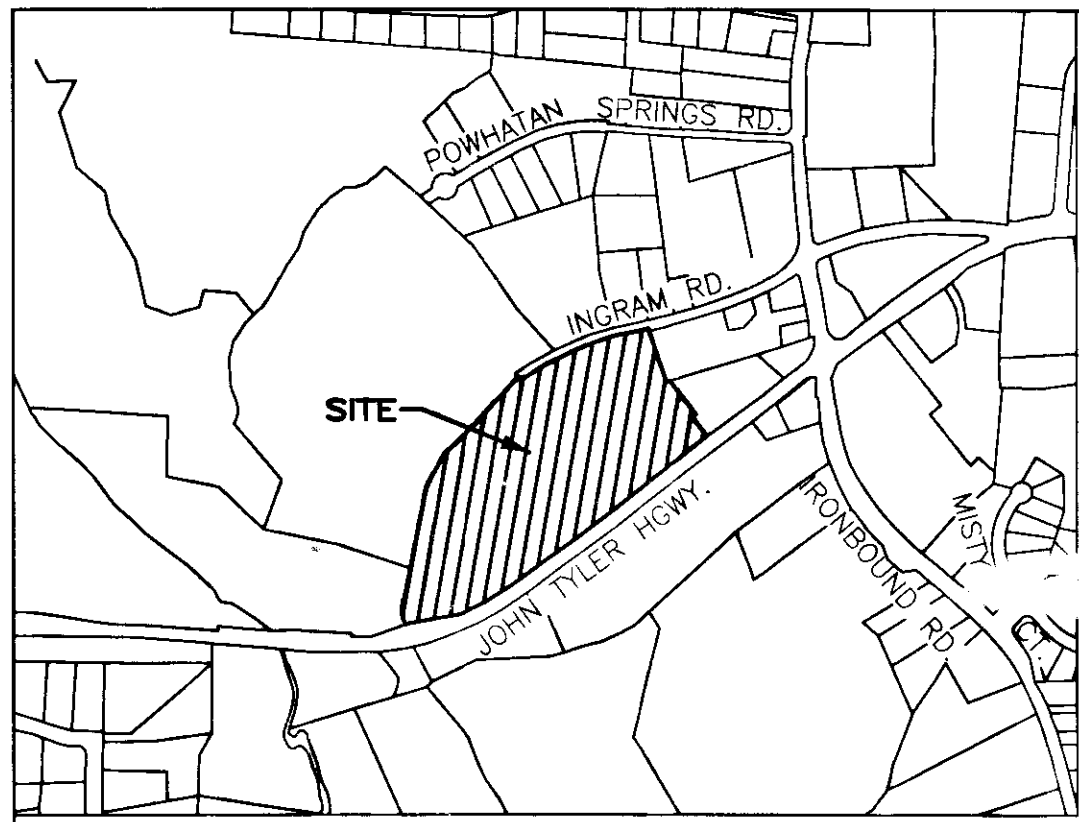 POWHATAN SPRINGS RD.
INGRAM RD.
SITE
JOHN TYLER HGWY.
IRONBOUND RD.
MISTY
CT.